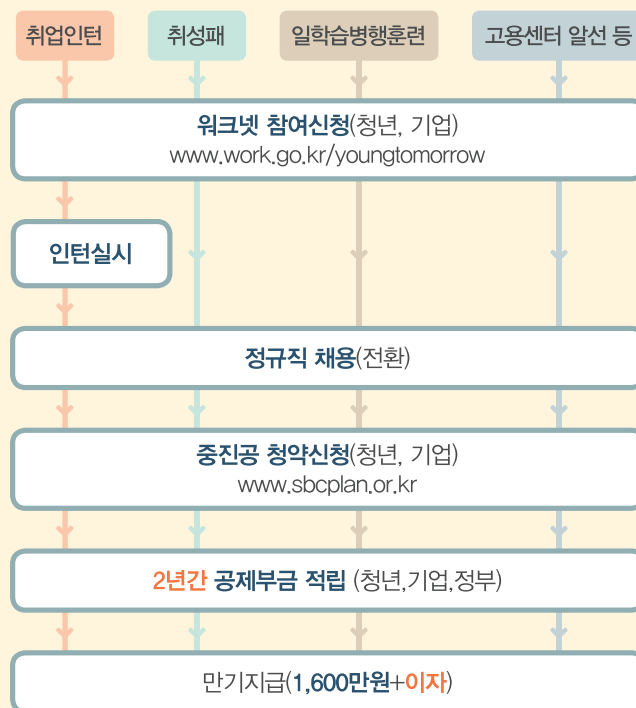 취업인턴
취성패
일학습병행훈련
고용센터 알선 등
워크넷 참여신청(청년, 기업)
www.work.go.kr/youngtomorrow
인턴실시
정규직 채용(전환)
중진공 청약신청(청년, 기업)
www.sbcplan.or.kr
2년간 공제부금 적립 (청년,기업,정부)
만기지급(1,600만원+이자)